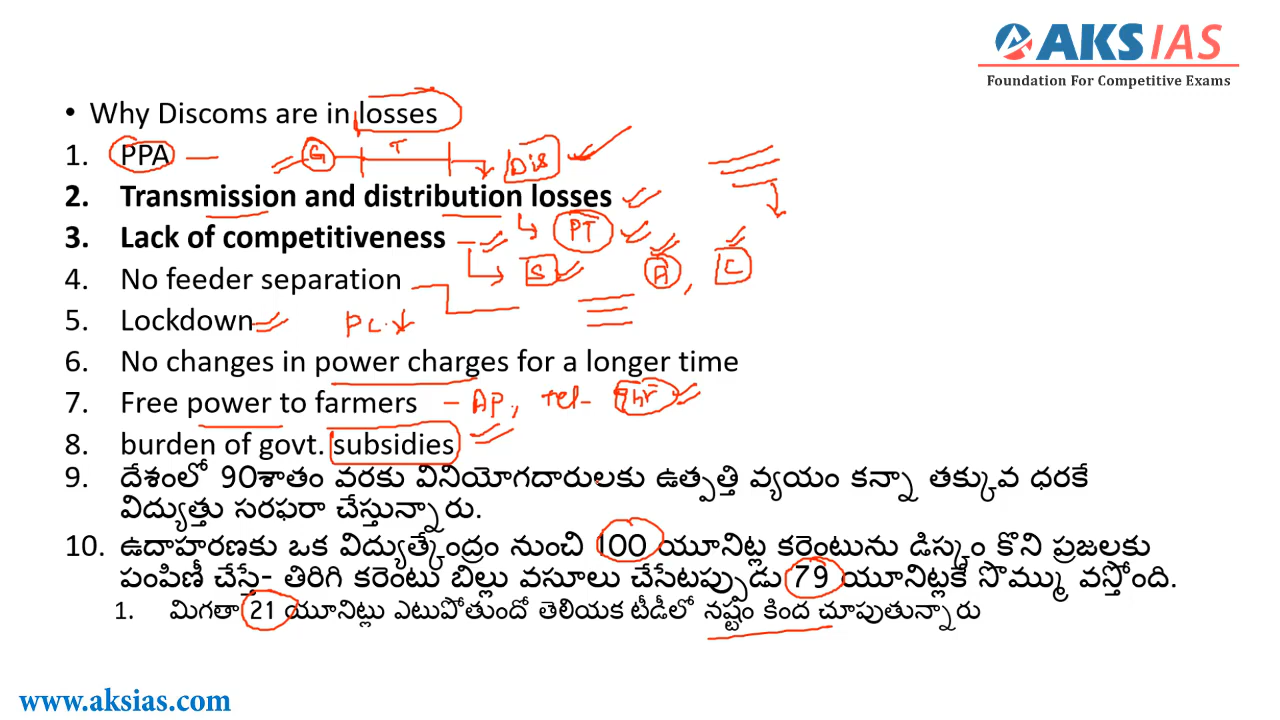 AKS IAS
Foundation For Competitive Exams
• Why Discoms are in losses
1. PPA
G T Dis
2. Transmission and distribution losses
PT
3. Lack of competitiveness
S A , C
4. No feeder separation
5. Lockdown
6. No changes in power charges for a longer time
7. Free power to farmers - AP, tel- 9hr
8. burden of govt. subsidies
9. దేశంలో 90శాతం వరకు వినియోగదారులకు ఉత్పత్తి వ్యయం కన్నా తక్కువ ధరకే
విద్యుత్తు సరఫరా చేస్తున్నారు.
10. ఉదాహరణకు ఒక విద్యుత్కేంద్రం నుంచి 100 యూనిట్ల కరెంటును డిస్కం కొని ప్రజలకు
పంపిణీ చేస్తే- తిరిగి కరెంటు బిల్లు వసూలు చేసేటప్పుడు 79 యూనిట్లకే సొమ్ము వస్తోంది.
1. మిగతా 21 యూనిట్లు ఎటుపోతుందో తెలియక టీడీలో నష్టం కింద చూపుతున్నారు
www.aksias.com